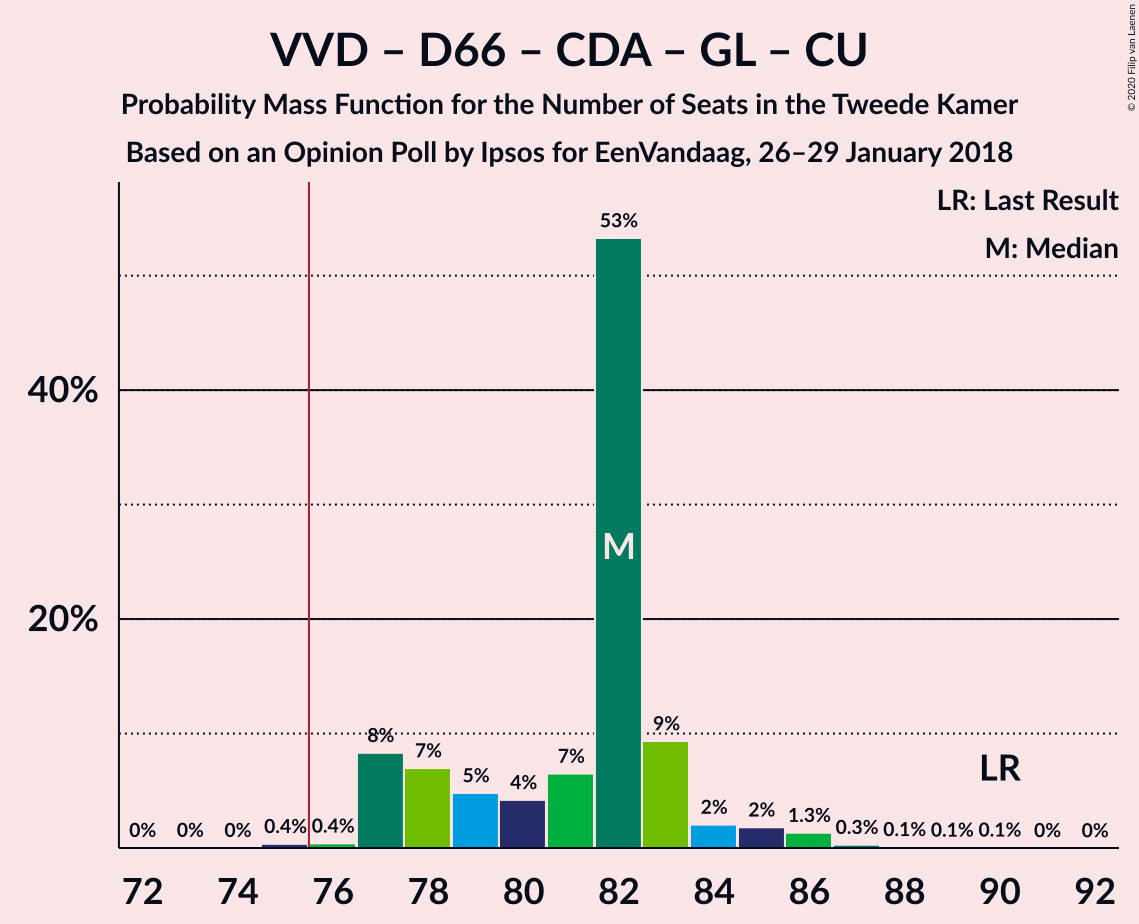 VVD – D66 – CDA – GL – CU
Probability Mass Function for the Number of Seats in the Tweede Kamer
Based on an Opinion Poll by Ipsos for EenVandaag, 26–29 January 2018
© 2020 Filip van Laenen
LR: Last Result
M: Median
53%
40%
M
20%
9%
8%
7%
7%
5%
4%
LR
2%
2%
1.3%
0% 0% 0% 0.4% 0.4% 0.3% 0.1% 0.1% 0.1% 0% 0%
72 74 76 78 80 82 84 86 88 90 92